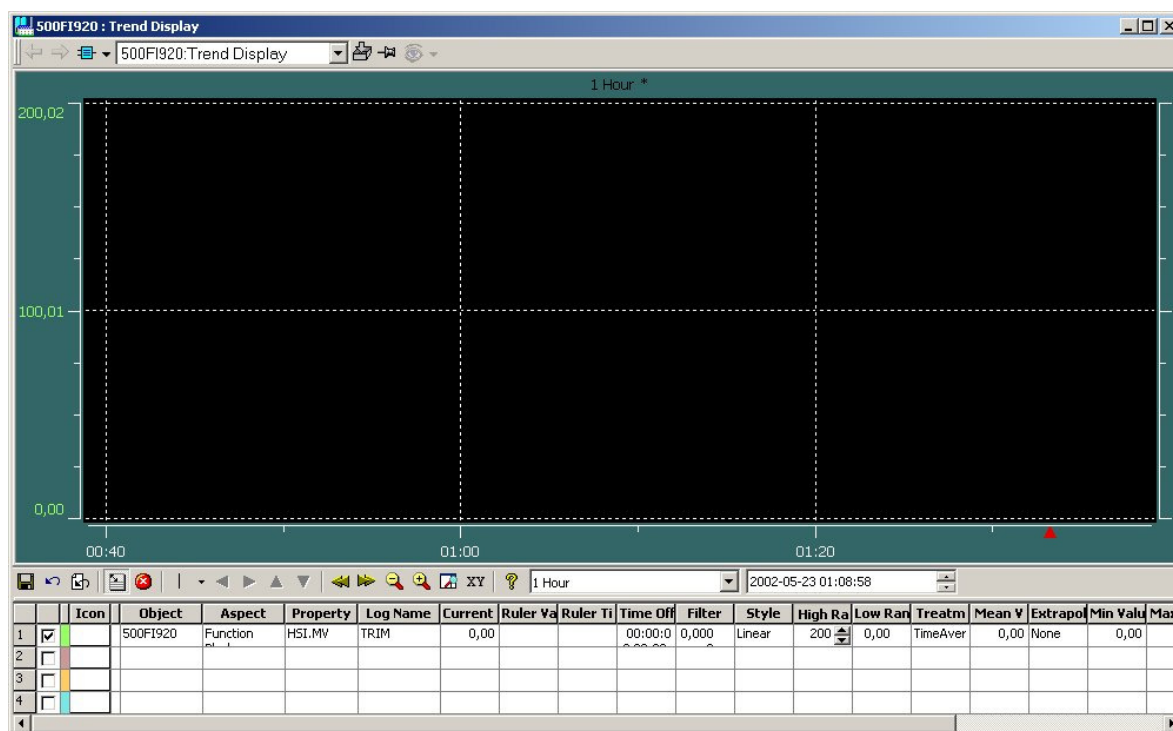 500FI920 : Trend Display
500FI920:Trend Display
1 Hour *
200,02
100,01
0,00
00:40 01:00 01:20
XY 1 Hour 2002-05-23 01:08:58
Icon Object Aspect Property Log Name Current Ruler Va Ruler Ti Time Off Filter Style High Ra Low Ran Treatm Mean V Extrapol Min Valu Max
1 500FI920 Function HSI.MV TRIM 0,00 00:00:0 0,000 Linear 200 0,00 TimeAver 0,00 None 0,00
2
3
4